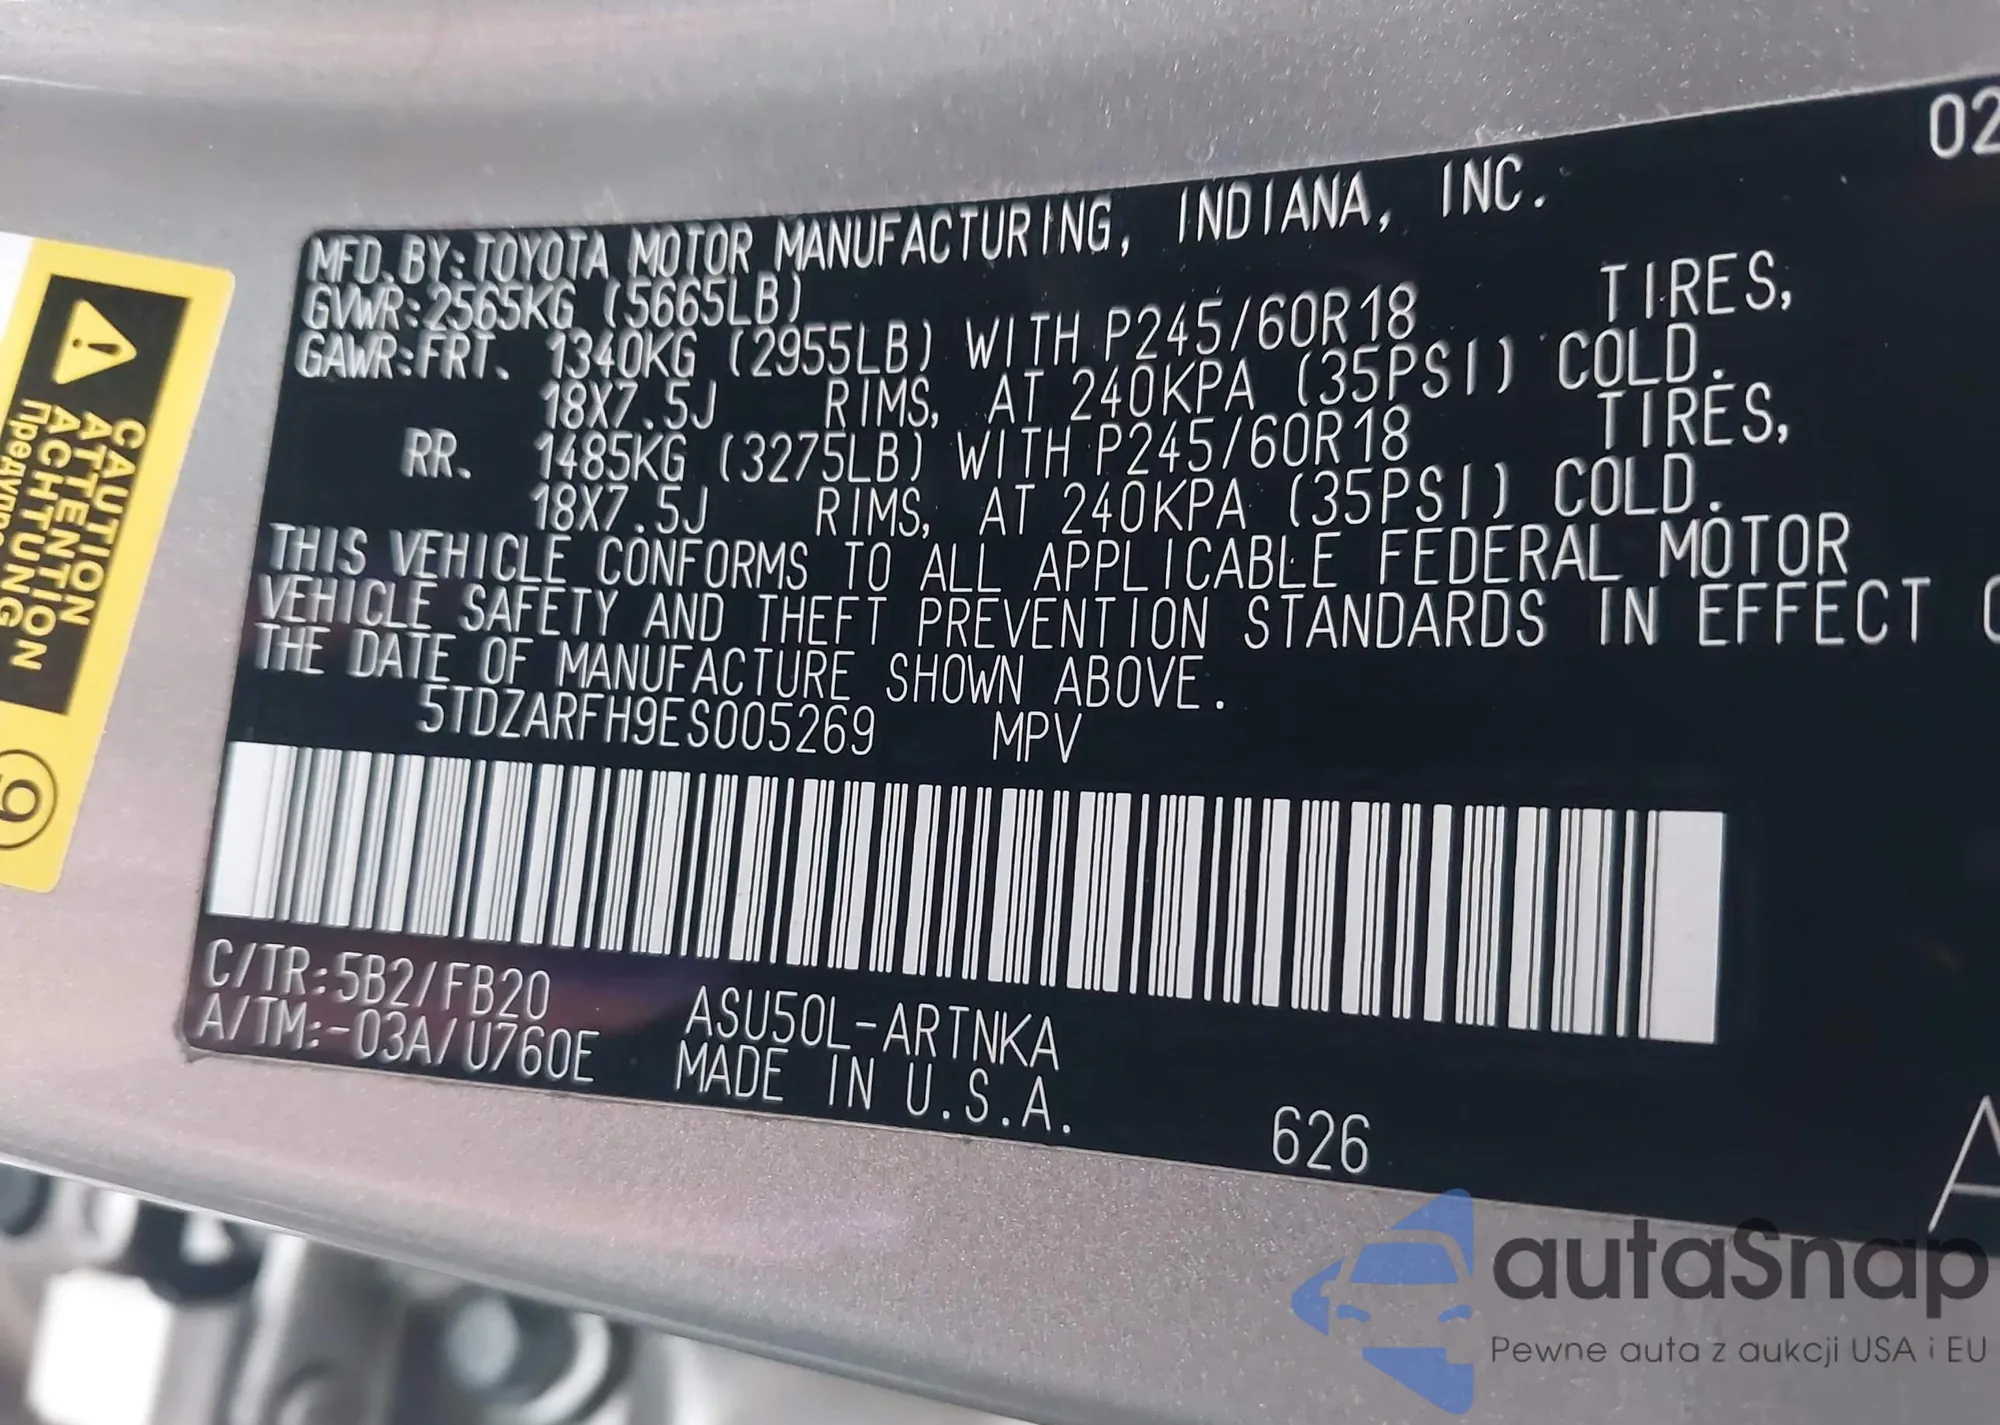 02
MFD.BY:TOYOTA MOTOR MANUFACTURING, INDIANA, INC.
GVWR:2565KG (5665LB)
GAWR:FRT. 1340KG (2955LB) WITH P245/60R18 TIRES,
18X7.5J RIMS, AT 240KPA (35PSI) COLD.
RR. 1485KG (3275LB) WITH P245/60R18 TIRES,
18X7.5J RIMS, AT 240KPA (35PSI) COLD.
THIS VEHICLE CONFORMS TO ALL APPLICABLE FEDERAL MOTOR
VEHICLE SAFETY AND THEFT PREVENTION STANDARDS IN EFFECT
THE DATE OF MANUFACTURE SHOWN ABOVE.
5TDZARFH9ES005269 MPV
C/TR:5B2/FB20
A/TM:-03A/U760E
ASU50L-ARTNKA
MADE IN U.S.A.
626
A
CAUTION
ATTENTION
ACHTUNG
9
autaSnap
Pewne auta z aukcji USA i EU